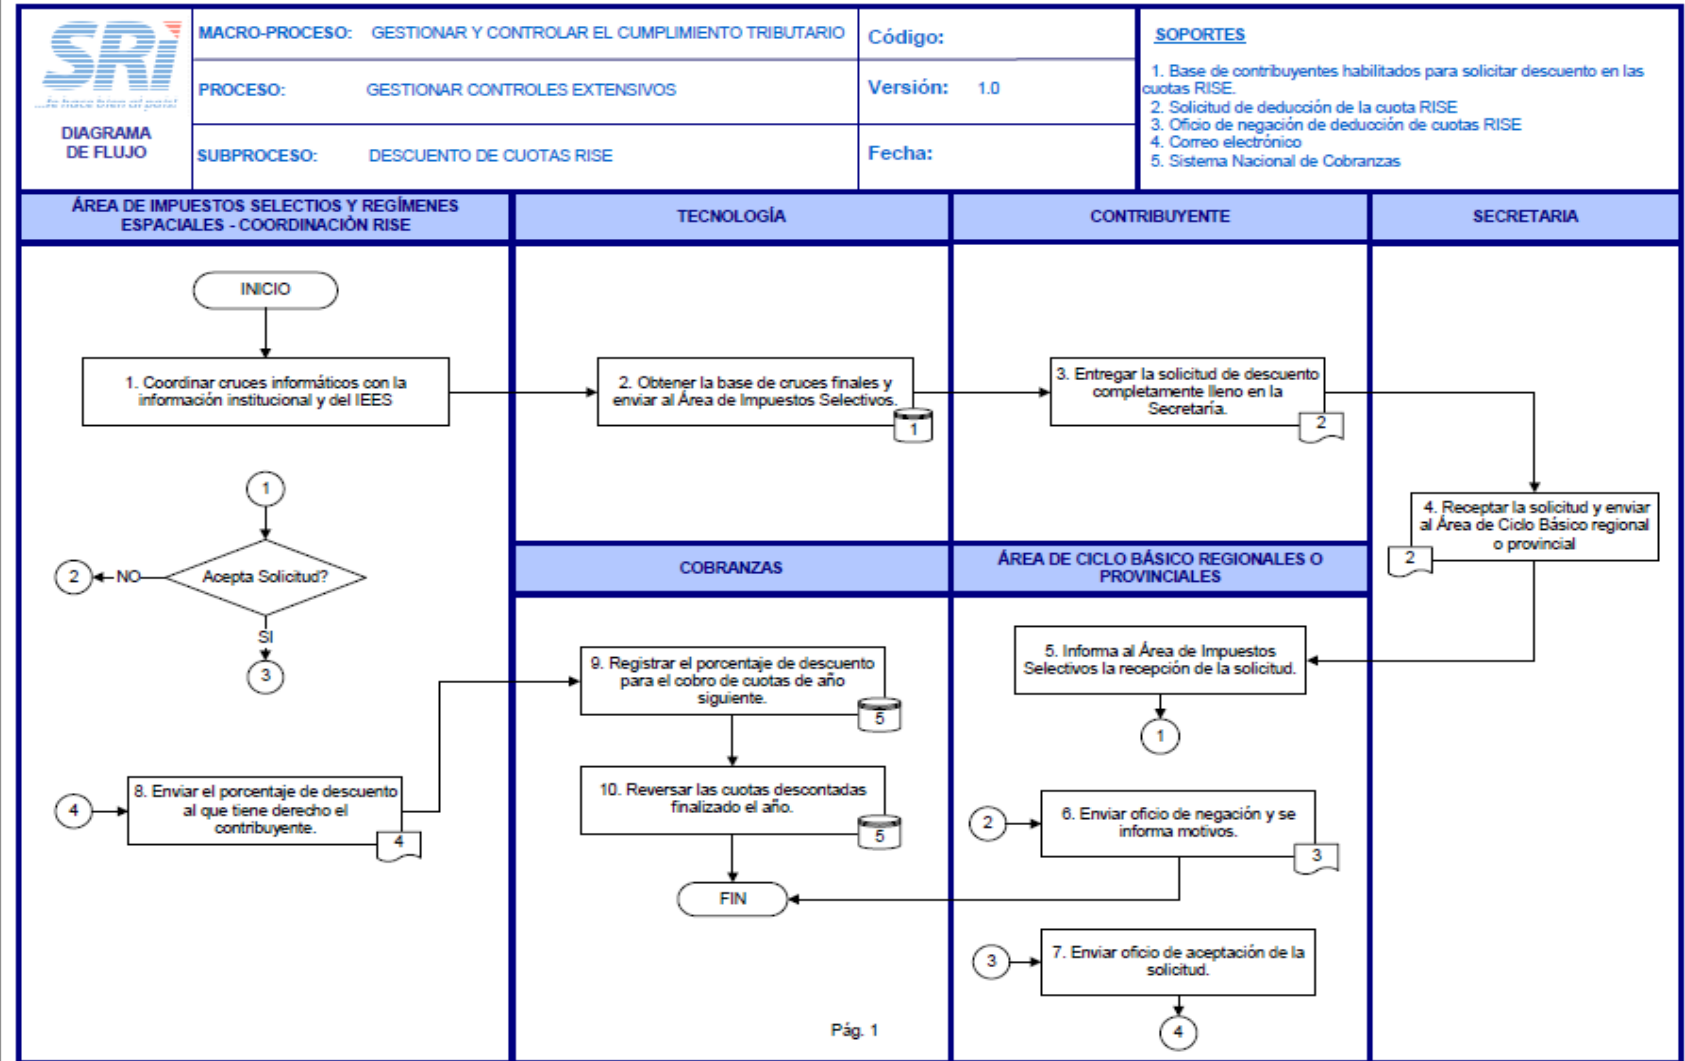 SRi
...le hace bien al país!
DIAGRAMA
DE FLUJO
MACRO-PROCESO: GESTIONAR Y CONTROLAR EL CUMPLIMIENTO TRIBUTARIO
PROCESO: GESTIONAR CONTROLES EXTENSIVOS
SUBPROCESO: DESCUENTO DE CUOTAS RISE
Código:
Versión: 1.0
Fecha:
SOPORTES
1. Base de contribuyentes habilitados para solicitar descuento en las
cuotas RISE.
2. Solicitud de deducción de la cuota RISE
3. Oficio de negación de deducción de cuotas RISE
4. Correo electrónico
5. Sistema Nacional de Cobranzas
ÁREA DE IMPUESTOS SELECTIOS Y REGÍMENES
ESPACIALES - COORDINACIÒN RISE
TECNOLOGÍA
CONTRIBUYENTE
SECRETARIA
INICIO
1. Coordinar cruces informáticos con la
información institucional y del IEES
2. Obtener la base de cruces finales y
enviar al Área de Impuestos Selectivos.
1
3. Entregar la solicitud de descuento
completamente lleno en la
Secretaría.
2
4. Receptar la solicitud y enviar
al Área de Ciclo Básico regional
o provincial
2
1
Acepta Solicitud?
NO
2
SI
3
4
8. Enviar el porcentaje de descuento
al que tiene derecho el
contribuyente.
4
COBRANZAS
9. Registrar el porcentaje de descuento
para el cobro de cuotas de año
siguiente.
5
10. Reversar las cuotas descontadas
finalizado el año.
5
FIN
ÁREA DE CICLO BÁSICO REGIONALES O
PROVINCIALES
5. Informa al Área de Impuestos
Selectivos la recepción de la solicitud.
1
2
6. Enviar oficio de negación y se
informa motivos.
3
3
7. Enviar oficio de aceptación de la
solicitud.
4
Pág. 1